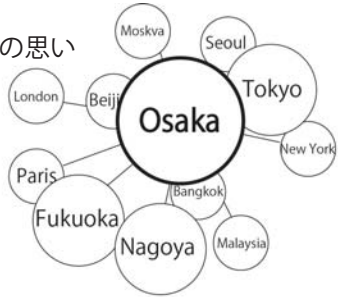 Moskva
の思い
Seoul
London
Beiji
Tokyo
Osaka
New York
Paris
Bangkok
Fukuoka
Nagoya
Malaysia